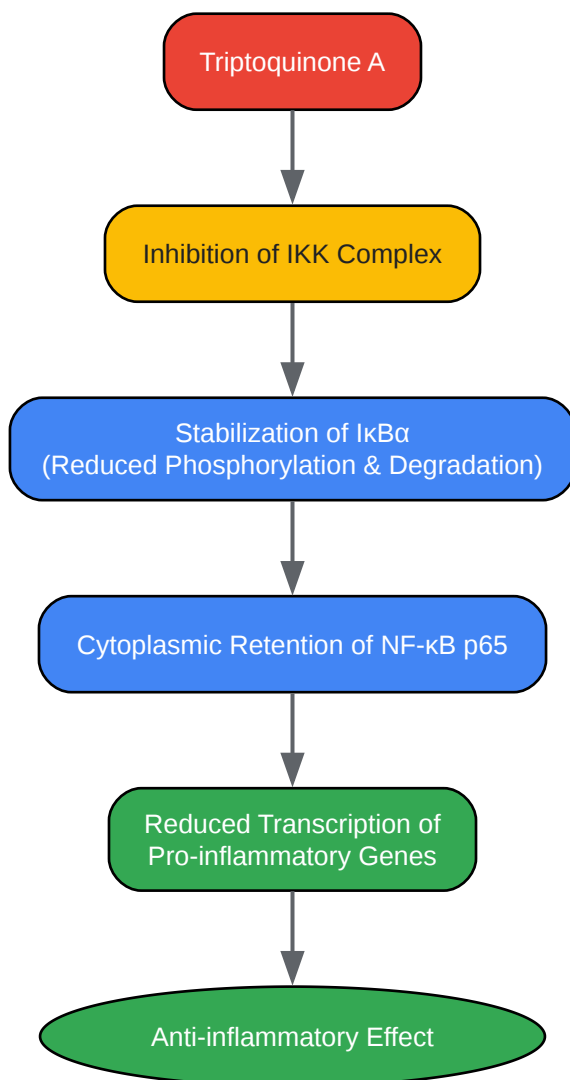 Triptoquinone A
Inhibition of IKK Complex
Stabilization of IκBα
(Reduced Phosphorylation & Degradation)
Cytoplasmic Retention of NF-κB p65
Reduced Transcription of
Pro-inflammatory Genes
Anti-inflammatory Effect